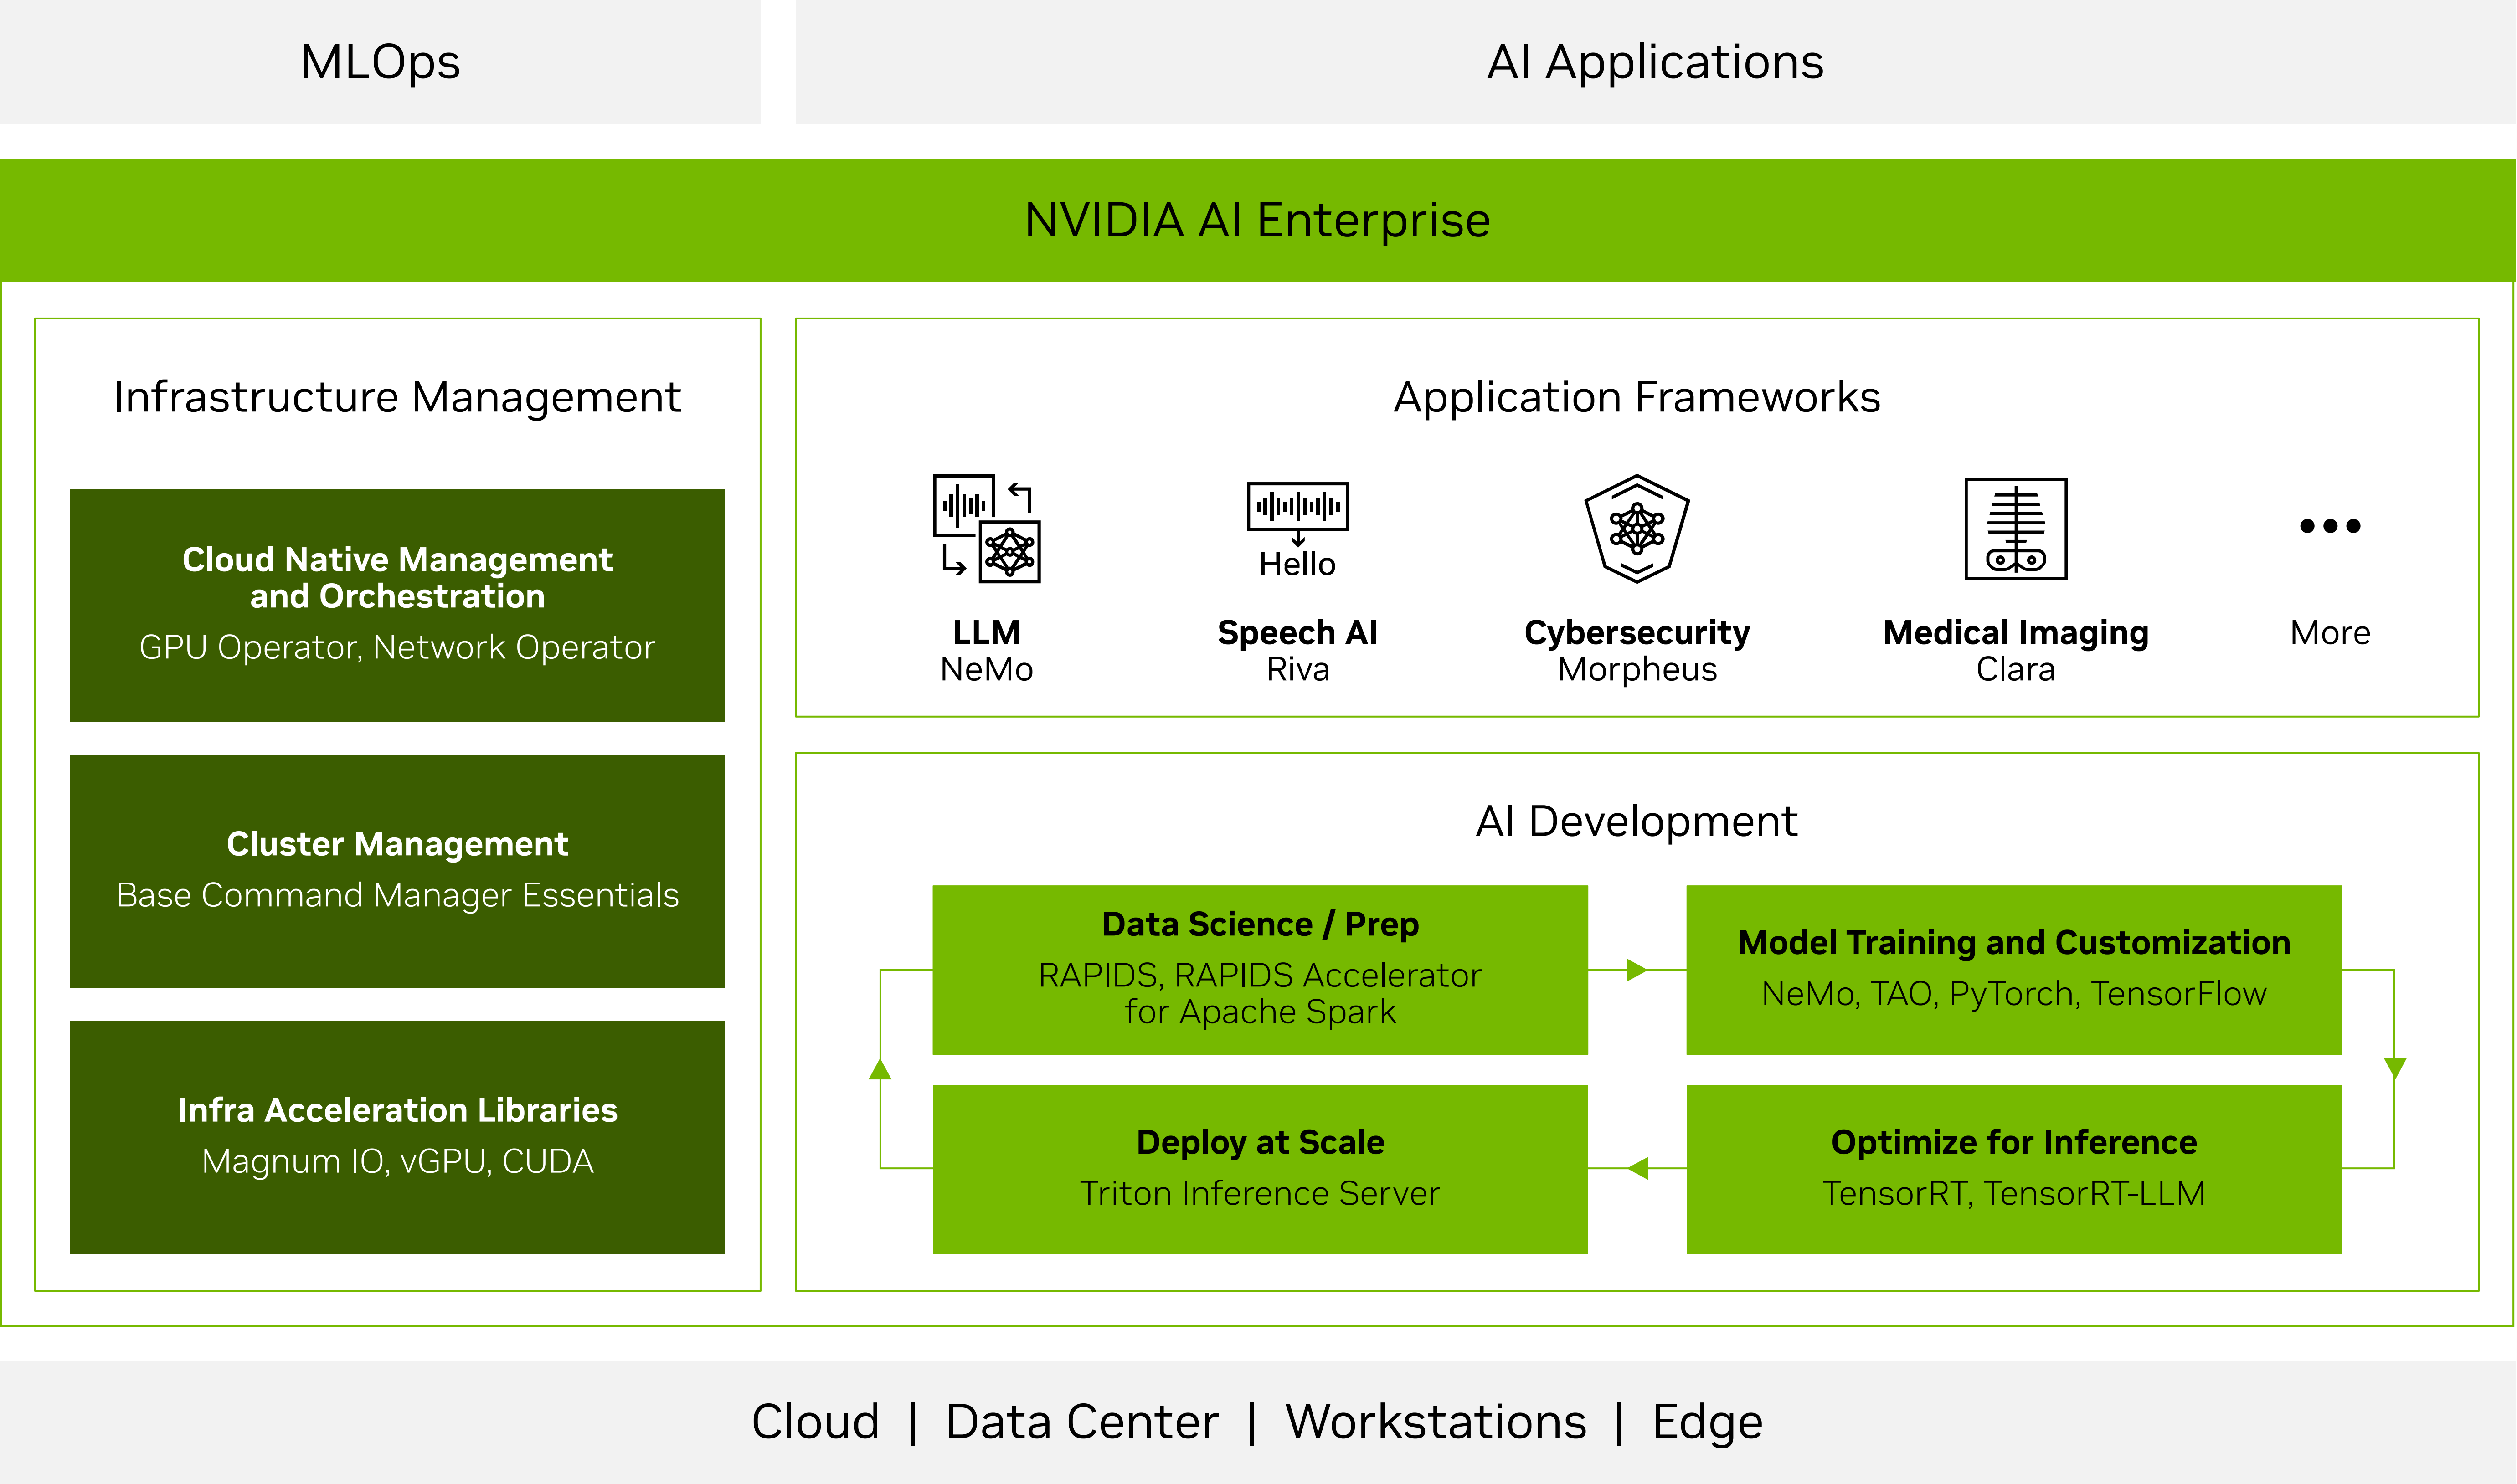 MLOps
AI Applications
NVIDIA AI Enterprise
Infrastructure Management
Cloud Native Management
and Orchestration
GPU Operator, Network Operator
Cluster Management
Base Command Manager Essentials
Infra Acceleration Libraries
Magnum IO, vGPU, CUDA
Application Frameworks
Hello
LLM
NeMo
Speech AI
Riva
Cybersecurity
Morpheus
Medical Imaging
Clara
More
AI Development
Data Science / Prep
RAPIDS, RAPIDS Accelerator
for Apache Spark
Model Training and Customization
NeMo, TAO, PyTorch, TensorFlow
Deploy at Scale
Triton Inference Server
Optimize for Inference
TensorRT, TensorRT-LLM
Cloud | Data Center | Workstations | Edge